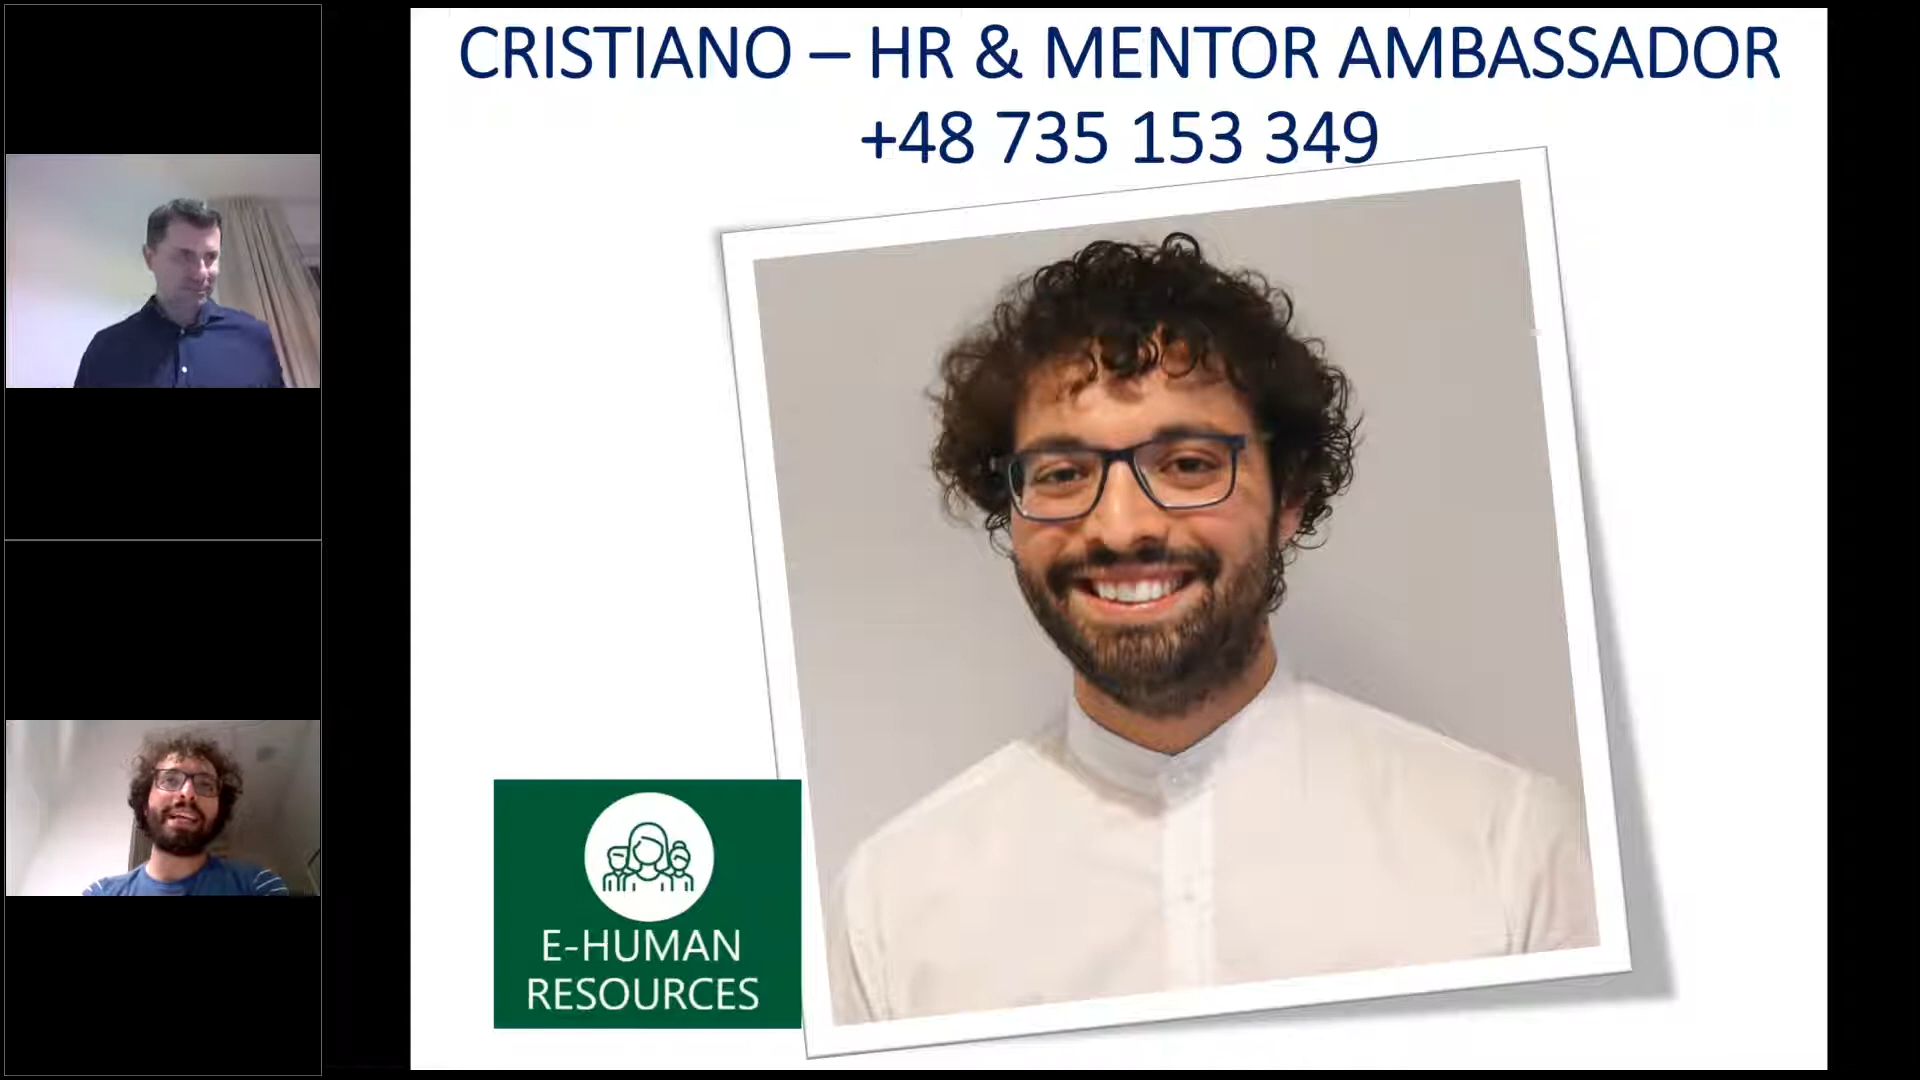 CRISTIANO – HR & MENTOR AMBASSADOR
+48 735 153 349
E-HUMAN
RESOURCES